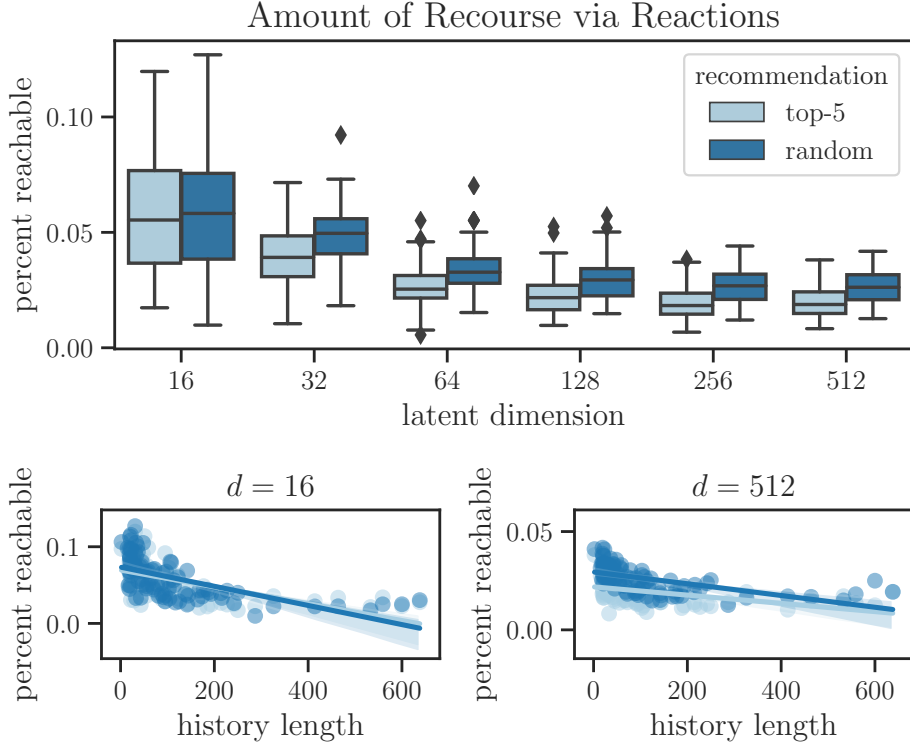 Amount of Recourse via Reactions
percent reachable
0.10
0.05
0.00
recommendation
top-5
random
16 32 64 128 256 512
latent dimension
d = 16
percent reachable
0.1
0.0
0 200 400 600
history length
d = 512
percent reachable
0.05
0.00
0 200 400 600
history length